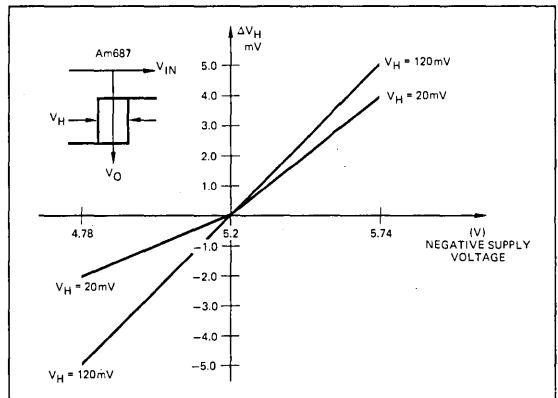 Am687
V_IN
V_H
V_O
ΔV_H
mV
5.0
4.0
3.0
2.0
1.0
V_H = 120mV
V_H = 20mV
4.78
5.2
5.74
(V)
NEGATIVE SUPPLY
VOLTAGE
-1.0
-2.0
-3.0
-4.0
-5.0
V_H = 20mV
V_H = 120mV